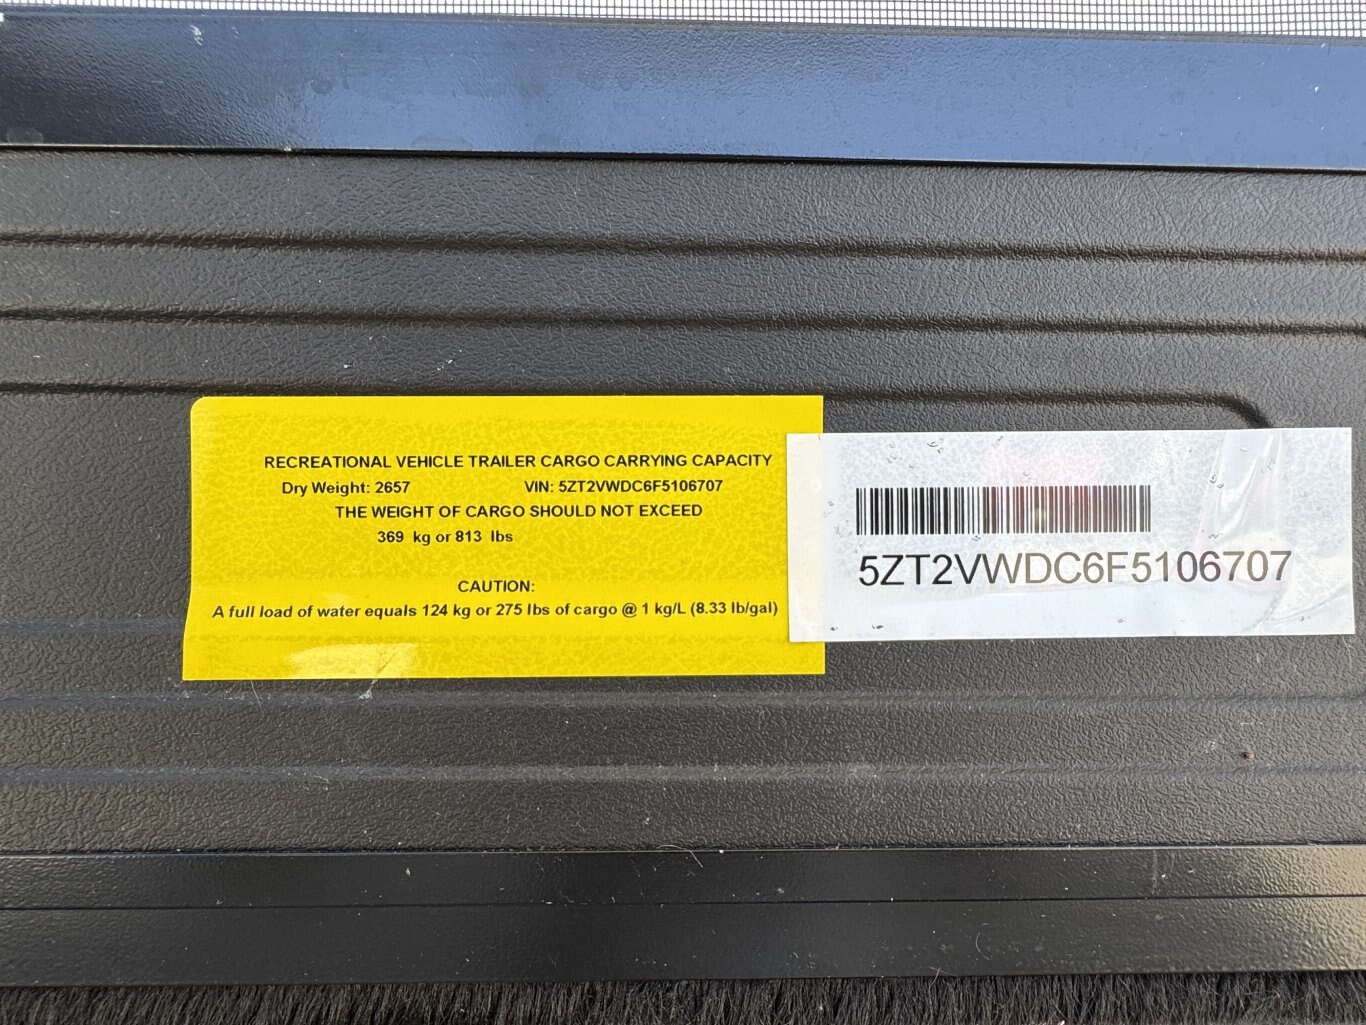 RECREATIONAL VEHICLE TRAILER CARGO CARRYING CAPACITY
Dry Weight: 2657 VIN: 5ZT2VWDC6F5106707
THE WEIGHT OF CARGO SHOULD NOT EXCEED
369 kg or 813 lbs
CAUTION:
A full load of water equals 124 kg or 275 lbs of cargo @ 1 kg/L (8.33 lb/gal)
5ZT2VWDC6F5106707